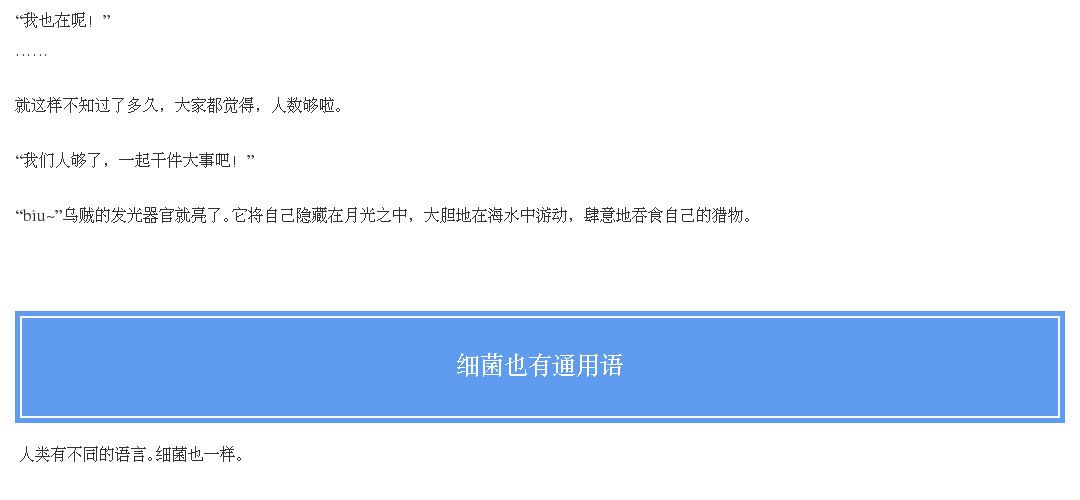 “我也在呢！”
……
就这样不知过了多久，大家都觉得，人数够啦。
“我们人够了，一起干件大事吧！”
“biu~”乌贼的发光器官就亮了。它将自己隐藏在月光之中，大胆地在海水中游动，肆意地吞食自己的猎物。
细菌也有通用语
人类有不同的语言。细菌也一样。